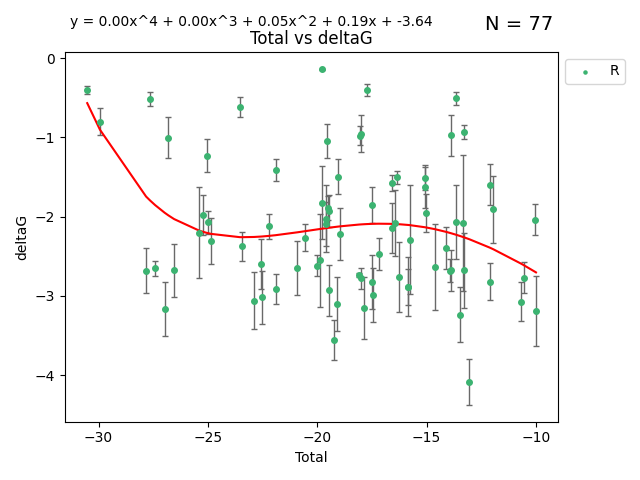 y = 0.00x^4 + 0.00x^3 + 0.05x^2 + 0.19x + -3.64
N = 77
Total vs deltaG
R
deltaG
0
−1
−2
−3
−4
−30
−25
−20
−15
−10
Total